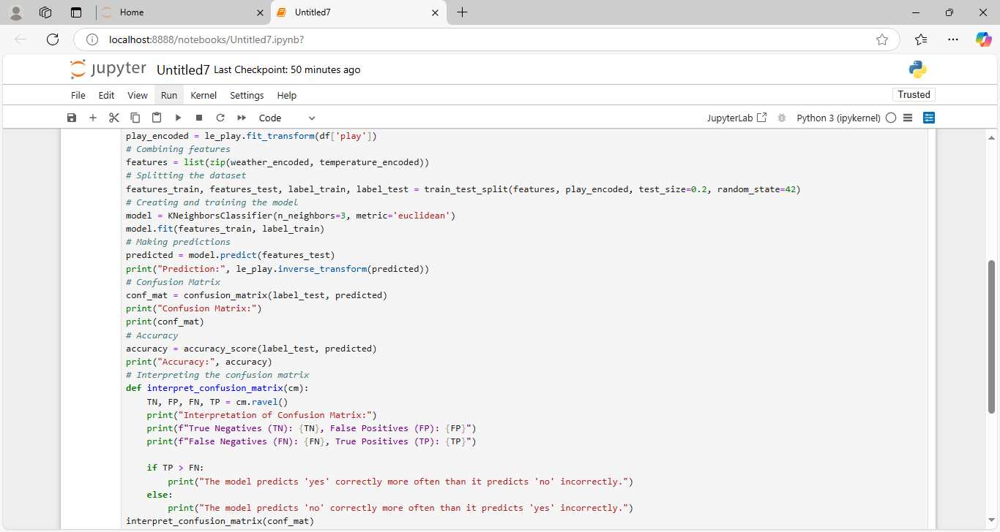 Home
Untitled7
localhost:8888/notebooks/Untitled7.ipynb?
jupyter Untitled7 Last Checkpoint: 50 minutes ago
File Edit View Run Kernel Settings Help
Trusted
Code
JupyterLab
Python 3 (ipykernel)
play_encoded = le_play.fit_transform(df['play'])
# Combining features
features = list(zip(weather_encoded, temperature_encoded))
# Splitting the dataset
features_train, features_test, label_train, label_test = train_test_split(features, play_encoded, test_size=0.2, random_state=42)
# Creating and training the model
model = KNeighborsClassifier(n_neighbors=3, metric='euclidean')
model.fit(features_train, label_train)
# Making predictions
predicted = model.predict(features_test)
print("Prediction:", le_play.inverse_transform(predicted))
# Confusion Matrix
conf_mat = confusion_matrix(label_test, predicted)
print("Confusion Matrix:")
print(conf_mat)
# Accuracy
accuracy = accuracy_score(label_test, predicted)
print("Accuracy:", accuracy)
# Interpreting the confusion matrix
def interpret_confusion_matrix(cm):
    TN, FP, FN, TP = cm.ravel()
    print("Interpretation of Confusion Matrix:")
    print(f"True Negatives (TN): {TN}, False Positives (FP): {FP}")
    print(f"False Negatives (FN): {FN}, True Positives (TP): {TP}")
    if TP > FN:
        print("The model predicts 'yes' correctly more often than it predicts 'no' incorrectly.")
    else:
        print("The model predicts 'no' correctly more often than it predicts 'yes' incorrectly.")
interpret_confusion_matrix(conf_mat)